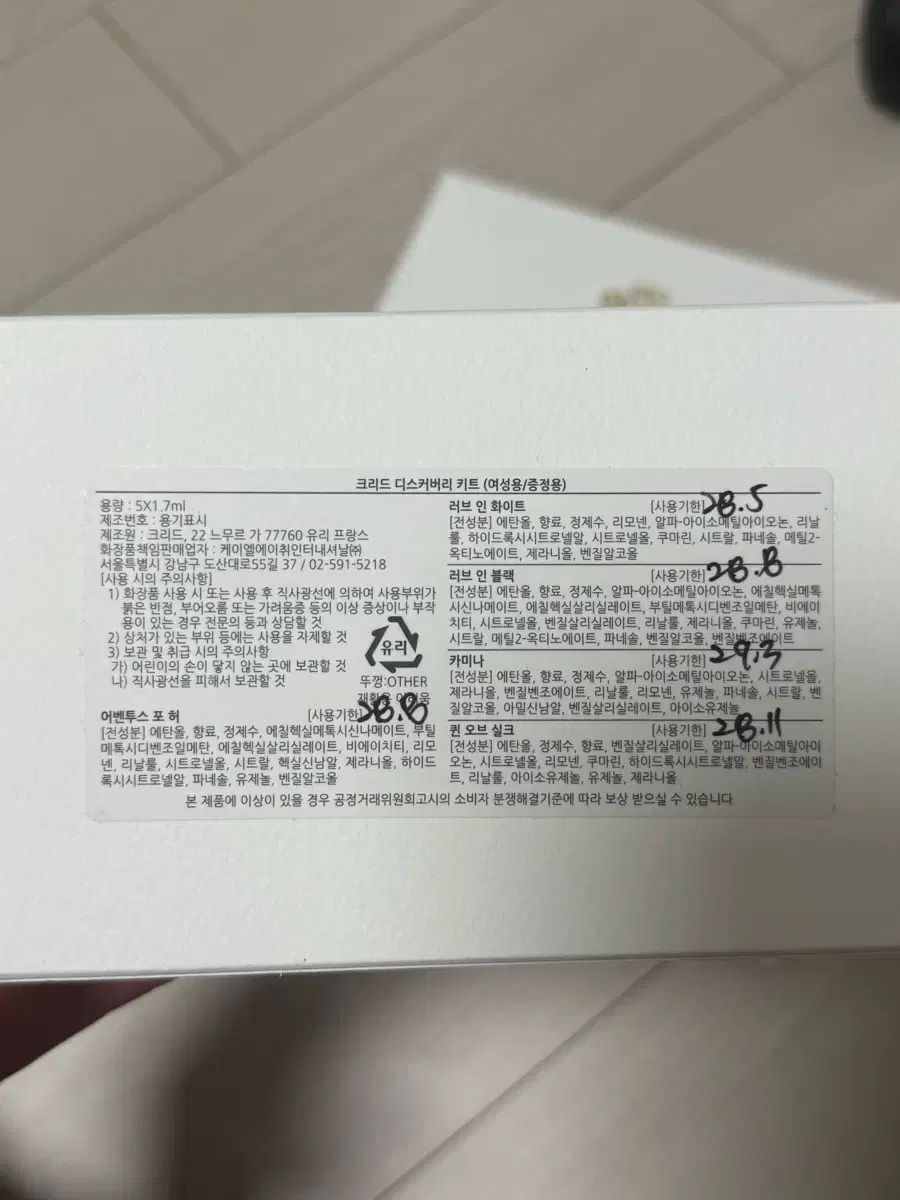 크리드 디스커버리 키트 (여성용/증정용)
용량 : 5X1.7ml
제조번호 : 용기표시
제조원 : 크리드, 22 느무르 가 77760 유리 프랑스
화장품책임판매업자 : 케이엘에이취인터내셔날㈜
서울특별시 강남구 도산대로55길 37 / 02-591-5218
[사용 시의 주의사항]
1) 화장품 사용 시 또는 사용 후 직사광선에 의하여 사용부위가
붉은 반점, 부어오름 또는 가려움증 등의 이상 증상이나 부작
용이 있는 경우 전문의 등과 상담할 것
2) 상처가 있는 부위 등에는 사용을 자제할 것
3) 보관 및 취급 시의 주의사항
가) 어린이의 손이 닿지 않는 곳에 보관할 것
나) 직사광선을 피해서 보관할 것
유리
뚜껑:OTHER
재활용 어려움
어벤투스 포 허 [사용기한] 28.8
[전성분] 에탄올, 향료, 정제수, 에칠헥실메톡시신나메이트, 부틸
메톡시디벤조일메탄, 에칠헥실살리실레이트, 비에이치티, 리모
넨, 리날룰, 시트로넬올, 시트랄, 헥실신남알, 제라니올, 하이드
록시시트로넬알, 파네솔, 유제놀, 벤질알코올
러브 인 화이트 [사용기한] 28.5
[전성분] 에탄올, 향료, 정제수, 리모넨, 알파-아이소메틸아이오논, 리날
룰, 하이드록시시트로넬알, 시트로넬올, 쿠마린, 시트랄, 파네솔, 메틸2-
옥티노에이트, 제라니올, 벤질알코올
러브 인 블랙 [사용기한] 28.8
[전성분] 에탄올, 향료, 정제수, 알파-아이소메틸아이오논, 에칠헥실메톡
시신나메이트, 에칠헥실살리실레이트, 부틸메톡시디벤조일메탄, 비에이
치티, 시트로넬올, 벤질살리실레이트, 리날룰, 제라니올, 쿠마린, 유제놀,
시트랄, 메틸2-옥티노에이트, 파네솔, 벤질알코올, 벤질벤조에이트
카미나 [사용기한] 29.3
[전성분] 에탄올, 향료, 정제수, 알파-아이소메틸아이오논, 시트로넬올,
제라니올, 벤질벤조에이트, 리날룰, 리모넨, 유제놀, 파네솔, 시트랄, 벤
질알코올, 아밀신남알, 벤질살리실레이트, 아이소유제놀
퀸 오브 실크 [사용기한] 28.11
[전성분] 에탄올, 정제수, 향료, 벤질살리실레이트, 알파-아이소메틸아이
오논, 시트로넬올, 리모넨, 쿠마린, 하이드록시시트로넬알, 벤질벤조에이
트, 리날룰, 아이소유제놀, 유제놀, 제라니올
본 제품에 이상이 있을 경우 공정거래위원회고시의 소비자 분쟁해결기준에 따라 보상 받으실 수 있습니다